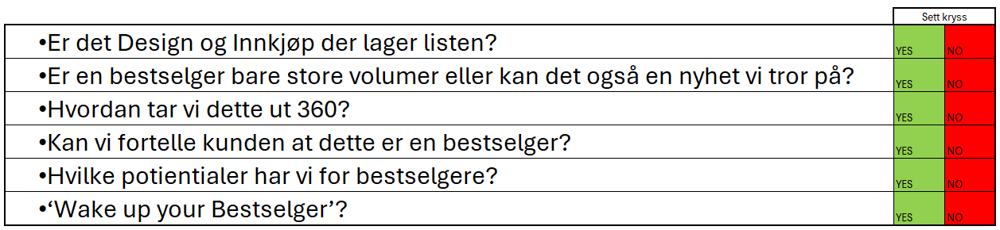 Sett kryss
•Er det Design og Innkjøp der lager listen? YES NO
•Er en bestselger bare store volumer eller kan det også en nyhet vi tror på? YES NO
•Hvordan tar vi dette ut 360? YES NO
•Kan vi fortelle kunden at dette er en bestselger? YES NO
•Hvilke potientialer har vi for bestselgere? YES NO
•‘Wake up your Bestselger’? YES NO